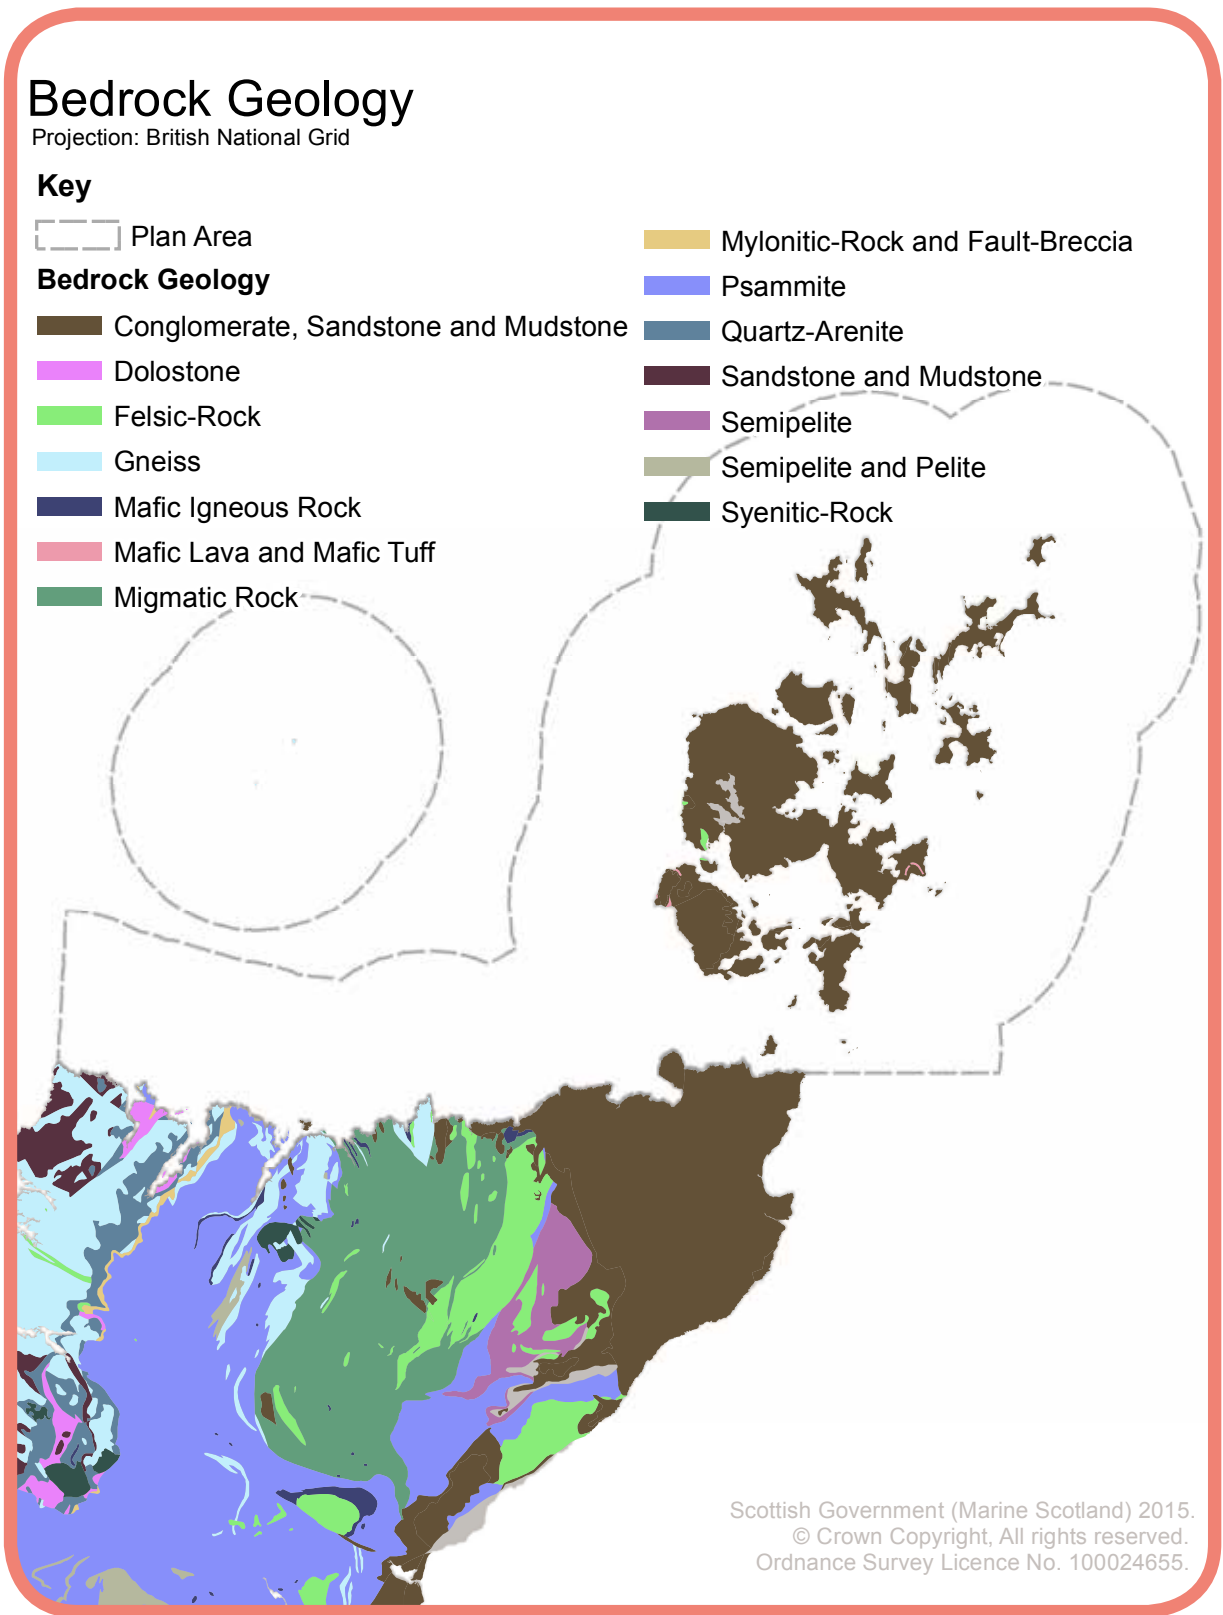 Bedrock Geology
Projection: British National Grid
Key
Plan Area
Bedrock Geology
Conglomerate, Sandstone and Mudstone
Dolostone
Felsic-Rock
Gneiss
Mafic Igneous Rock
Mafic Lava and Mafic Tuff
Migmatic Rock
Mylonitic-Rock and Fault-Breccia
Psammite
Quartz-Arenite
Sandstone and Mudstone
Semipelite
Semipelite and Pelite
Syenitic-Rock
Scottish Government (Marine Scotland) 2015.
© Crown Copyright, All rights reserved.
Ordnance Survey Licence No. 100024655.